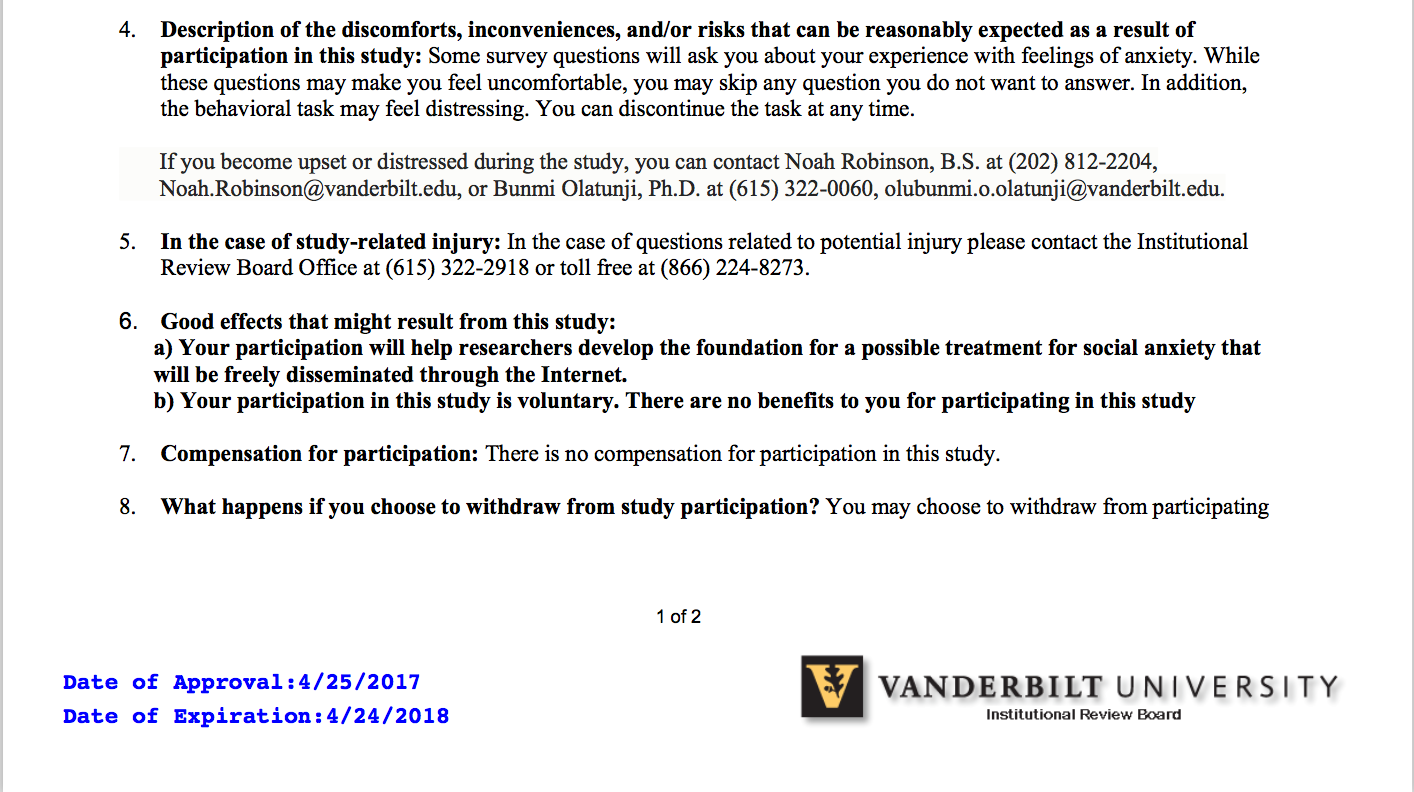 4. Description of the discomforts, inconveniences, and/or risks that can be reasonably expected as a result of
participation in this study: Some survey questions will ask you about your experience with feelings of anxiety. While
these questions may make you feel uncomfortable, you may skip any question you do not want to answer. In addition,
the behavioral task may feel distressing. You can discontinue the task at any time.
If you become upset or distressed during the study, you can contact Noah Robinson, B.S. at (202) 812-2204,
Noah.Robinson@vanderbilt.edu, or Bunmi Olatunji, Ph.D. at (615) 322-0060, olubunmi.o.olatunji@vanderbilt.edu.
5. In the case of study-related injury: In the case of questions related to potential injury please contact the Institutional
Review Board Office at (615) 322-2918 or toll free at (866) 224-8273.
6. Good effects that might result from this study:
a) Your participation will help researchers develop the foundation for a possible treatment for social anxiety that
will be freely disseminated through the Internet.
b) Your participation in this study is voluntary. There are no benefits to you for participating in this study
7. Compensation for participation: There is no compensation for participation in this study.
8. What happens if you choose to withdraw from study participation? You may choose to withdraw from participating
1 of 2
Date of Approval:4/25/2017
Date of Expiration:4/24/2018
V VANDERBILT UNIVERSITY
Institutional Review Board